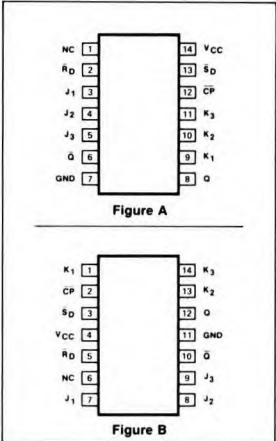 NC 1 14 VCC
R̄D 2 13 S̄D
J1 3 12 C̄P̄
J2 4 11 K3
J3 5 10 K2
Q̄ 6 9 K1
GND 7 8 Q
Figure A
K1 1 14 K3
C̄P̄ 2 13 K2
S̄D 3 12 Q
VCC 4 11 GND
R̄D 5 10 Q̄
NC 6 9 J3
J1 7 8 J2
Figure B